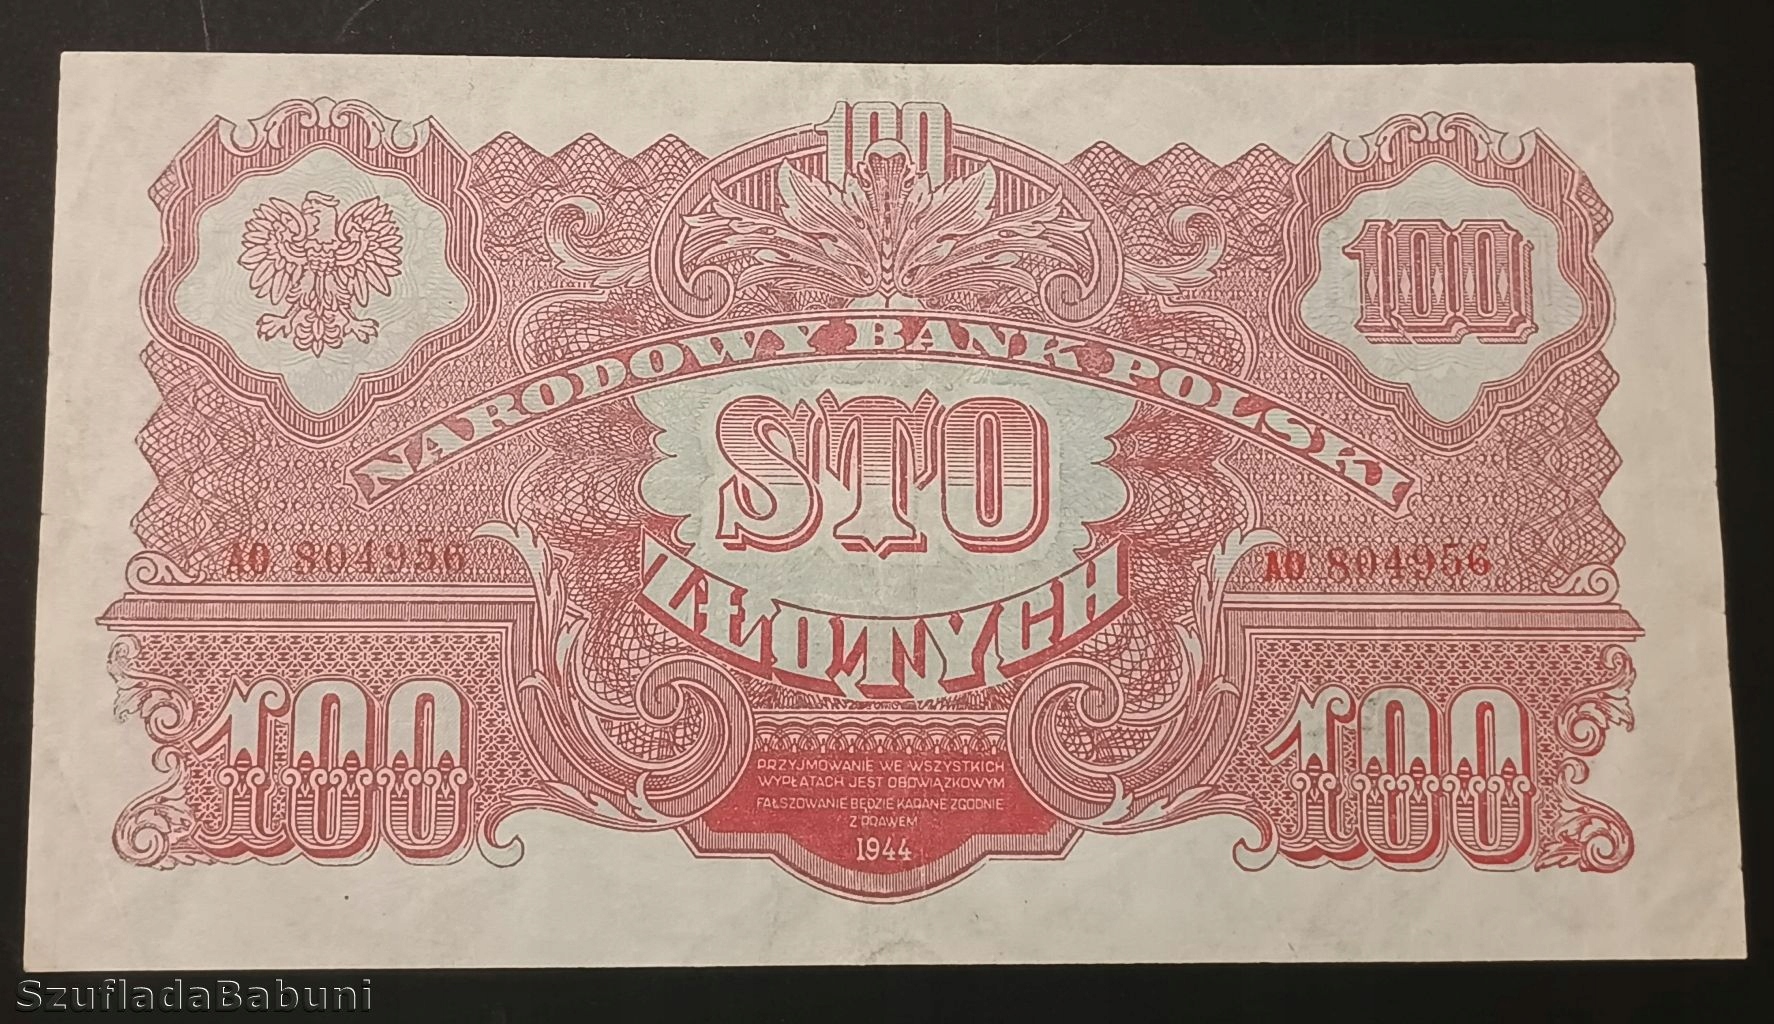 100
100
NARODOWY BANK POLSKI
STO
ZŁOTYCH
AO 804956
AO 804956
100
100
PRZYJMOWANIE WE WSZYSTKICH
WYPŁATACH JEST OBOWIĄZKOWYM
FAŁSZOWANIE BĘDZIE KARANE ZGODNIE
Z PRAWEM
1944
SzufladaBabuni